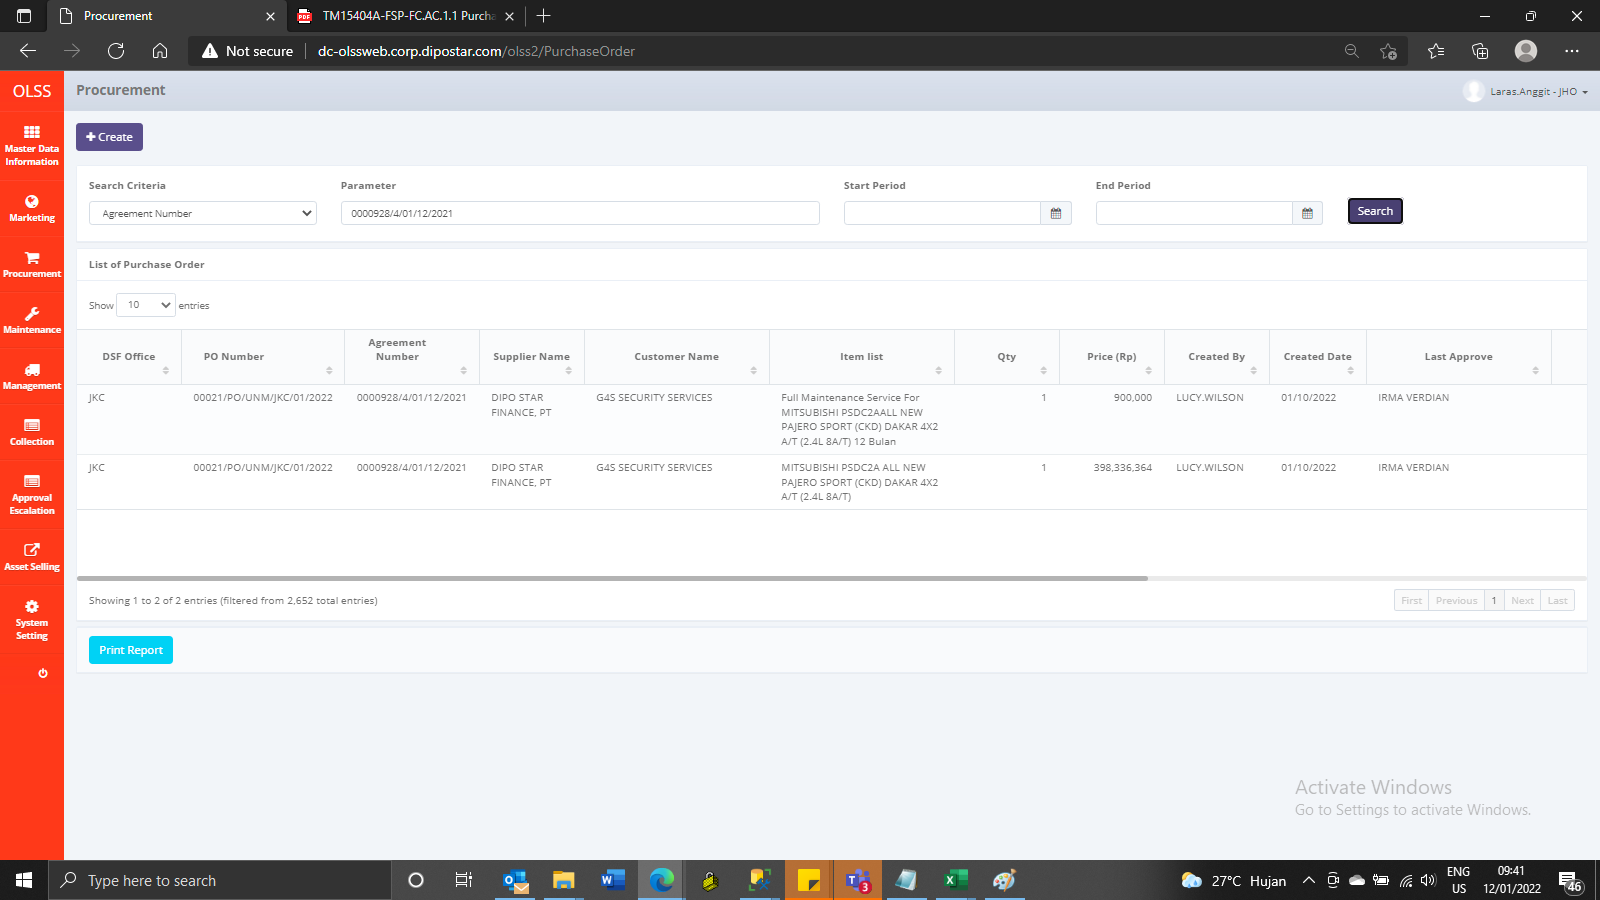 Procurement
TM15404A-FSP-FC.AC.1.1 Purcha
Not secure
dc-olssweb.corp.dipostar.com/olss2/PurchaseOrder
OLSS
Procurement
Laras.Anggit - JHO
Master Data
Information
Marketing
Procurement
Maintenance
Management
Collection
Approval
Escalation
Asset Selling
System
Setting
Create
Search Criteria
Parameter
Start Period
End Period
Agreement Number
0000928/4/01/12/2021
Search
List of Purchase Order
Show 10 entries
DSF Office
PO Number
Agreement
Number
Supplier Name
Customer Name
Item list
Qty
Price (Rp)
Created By
Created Date
Last Approve
JKC
00021/PO/UNM/JKC/01/2022
0000928/4/01/12/2021
DIPO STAR
FINANCE, PT
G4S SECURITY SERVICES
Full Maintenance Service For
MITSUBISHI PSDC2AALL NEW
PAJERO SPORT (CKD) DAKAR 4X2
A/T (2.4L 8A/T) 12 Bulan
1
900,000
LUCY.WILSON
01/10/2022
IRMA VERDIAN
JKC
00021/PO/UNM/JKC/01/2022
0000928/4/01/12/2021
DIPO STAR
FINANCE, PT
G4S SECURITY SERVICES
MITSUBISHI PSDC2A ALL NEW
PAJERO SPORT (CKD) DAKAR 4X2
A/T (2.4L 8A/T)
1
398,336,364
LUCY.WILSON
01/10/2022
IRMA VERDIAN
Showing 1 to 2 of 2 entries (filtered from 2,652 total entries)
First Previous 1 Next Last
Print Report
Activate Windows
Go to Settings to activate Windows.
Type here to search
3
27°C Hujan
ENG
US
09:41
12/01/2022
46